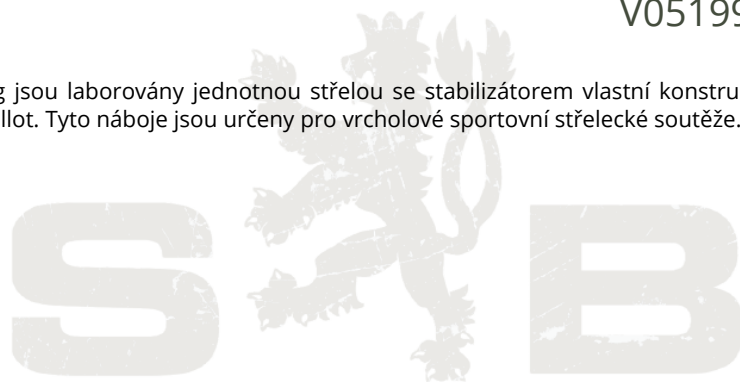 V05199
g jsou laborovány jednotnou střelou se stabilizátorem vlastní konstru
llot. Tyto náboje jsou určeny pro vrcholové sportovní střelecké soutěže.
S B